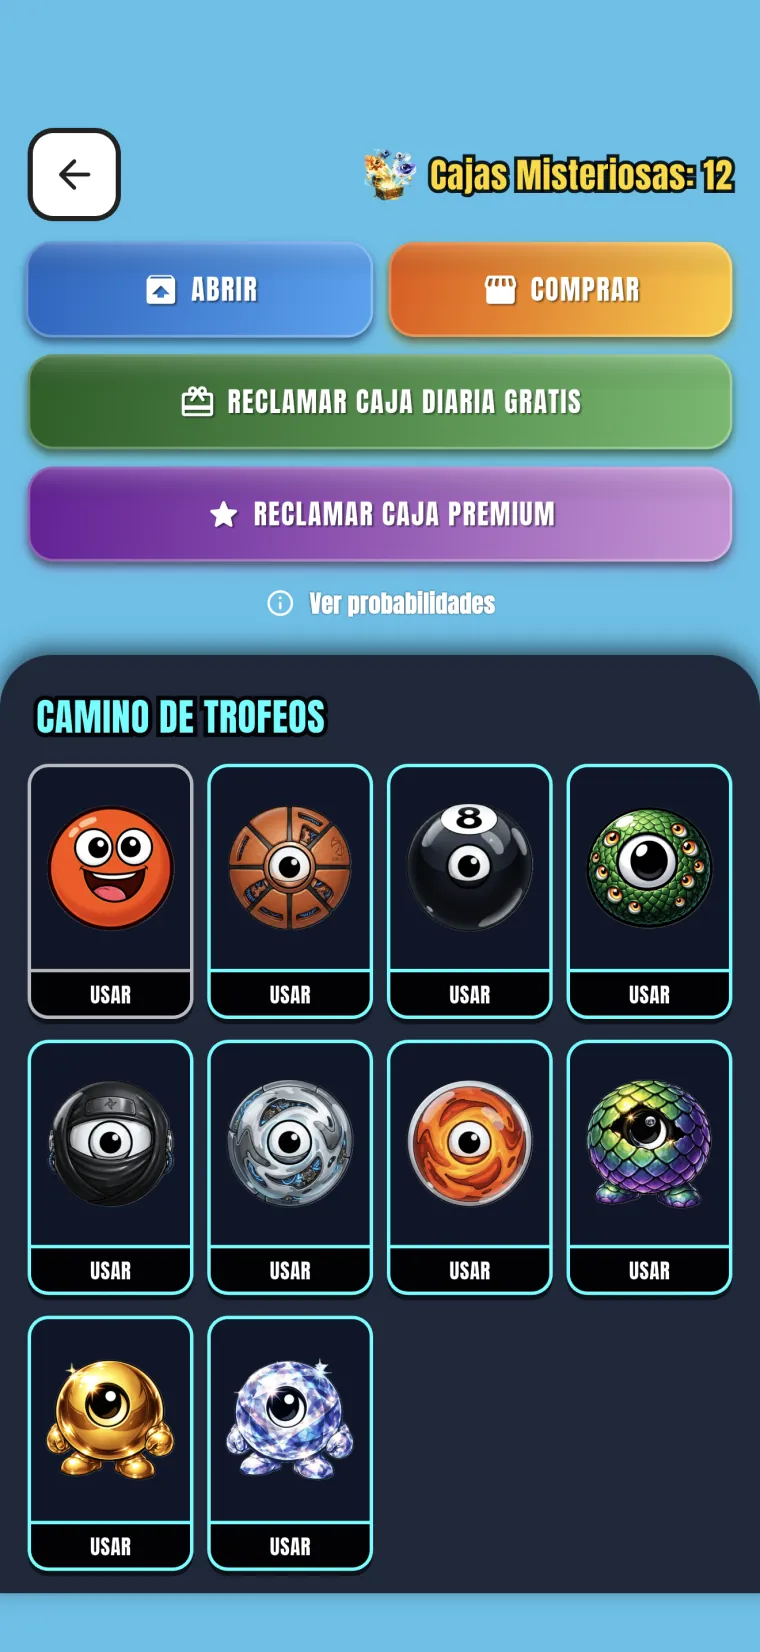 Cajas Misteriosas: 12
ABRIR
COMPRAR
RECLAMAR CAJA DIARIA GRATIS
RECLAMAR CAJA PREMIUM
Ver probabilidades
CAMINO DE TROFEOS
8
USAR
USAR
USAR
USAR
USAR
USAR
USAR
USAR
USAR
USAR